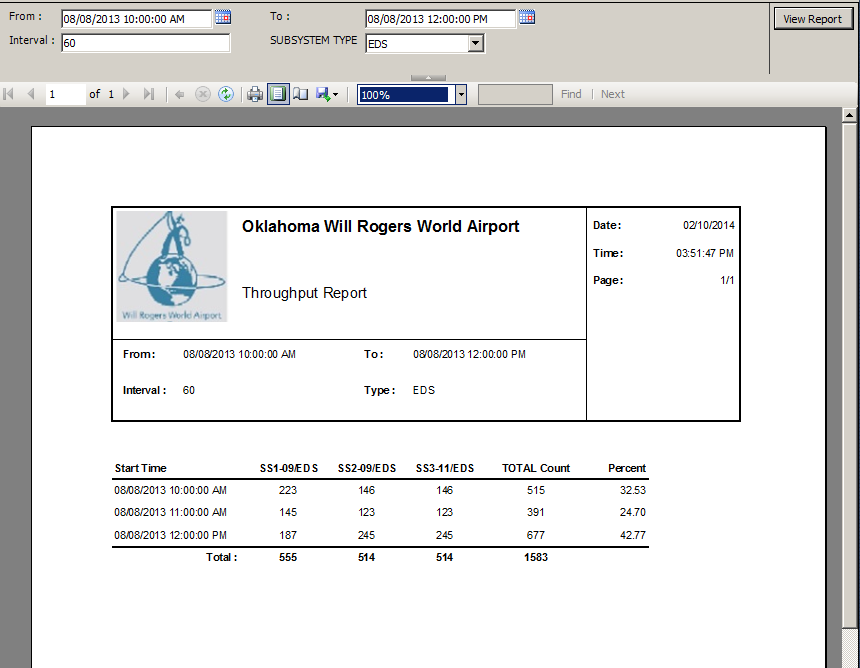 From : 08/08/2013 10:00:00 AM To : 08/08/2013 12:00:00 PM View Report
Interval : 60 SUBSYSTEM TYPE EDS
1 of 1 100% Find | Next
Oklahoma Will Rogers World Airport
Throughput Report
Will Rogers World Airport
Date: 02/10/2014
Time: 03:51:47 PM
Page: 1/1
From: 08/08/2013 10:00:00 AM To: 08/08/2013 12:00:00 PM
Interval : 60 Type: EDS
Start Time SS1-09/EDS SS2-09/EDS SS3-11/EDS TOTAL Count Percent
08/08/2013 10:00:00 AM 223 146 146 515 32.53
08/08/2013 11:00:00 AM 145 123 123 391 24.70
08/08/2013 12:00:00 PM 187 245 245 677 42.77
Total : 555 514 514 1583